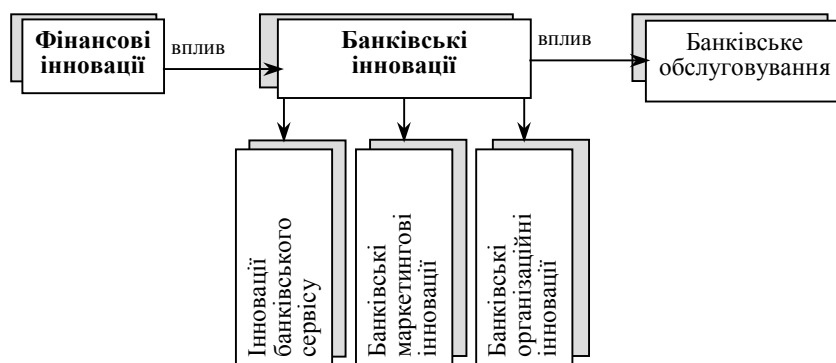 Фінансові
інновації
вплив
Банківські
інновації
вплив
Банківське
обслуговування
Інновації
банківського
сервісу
Банківські
маркетингові
інновації
Банківські
організаційні
інновації